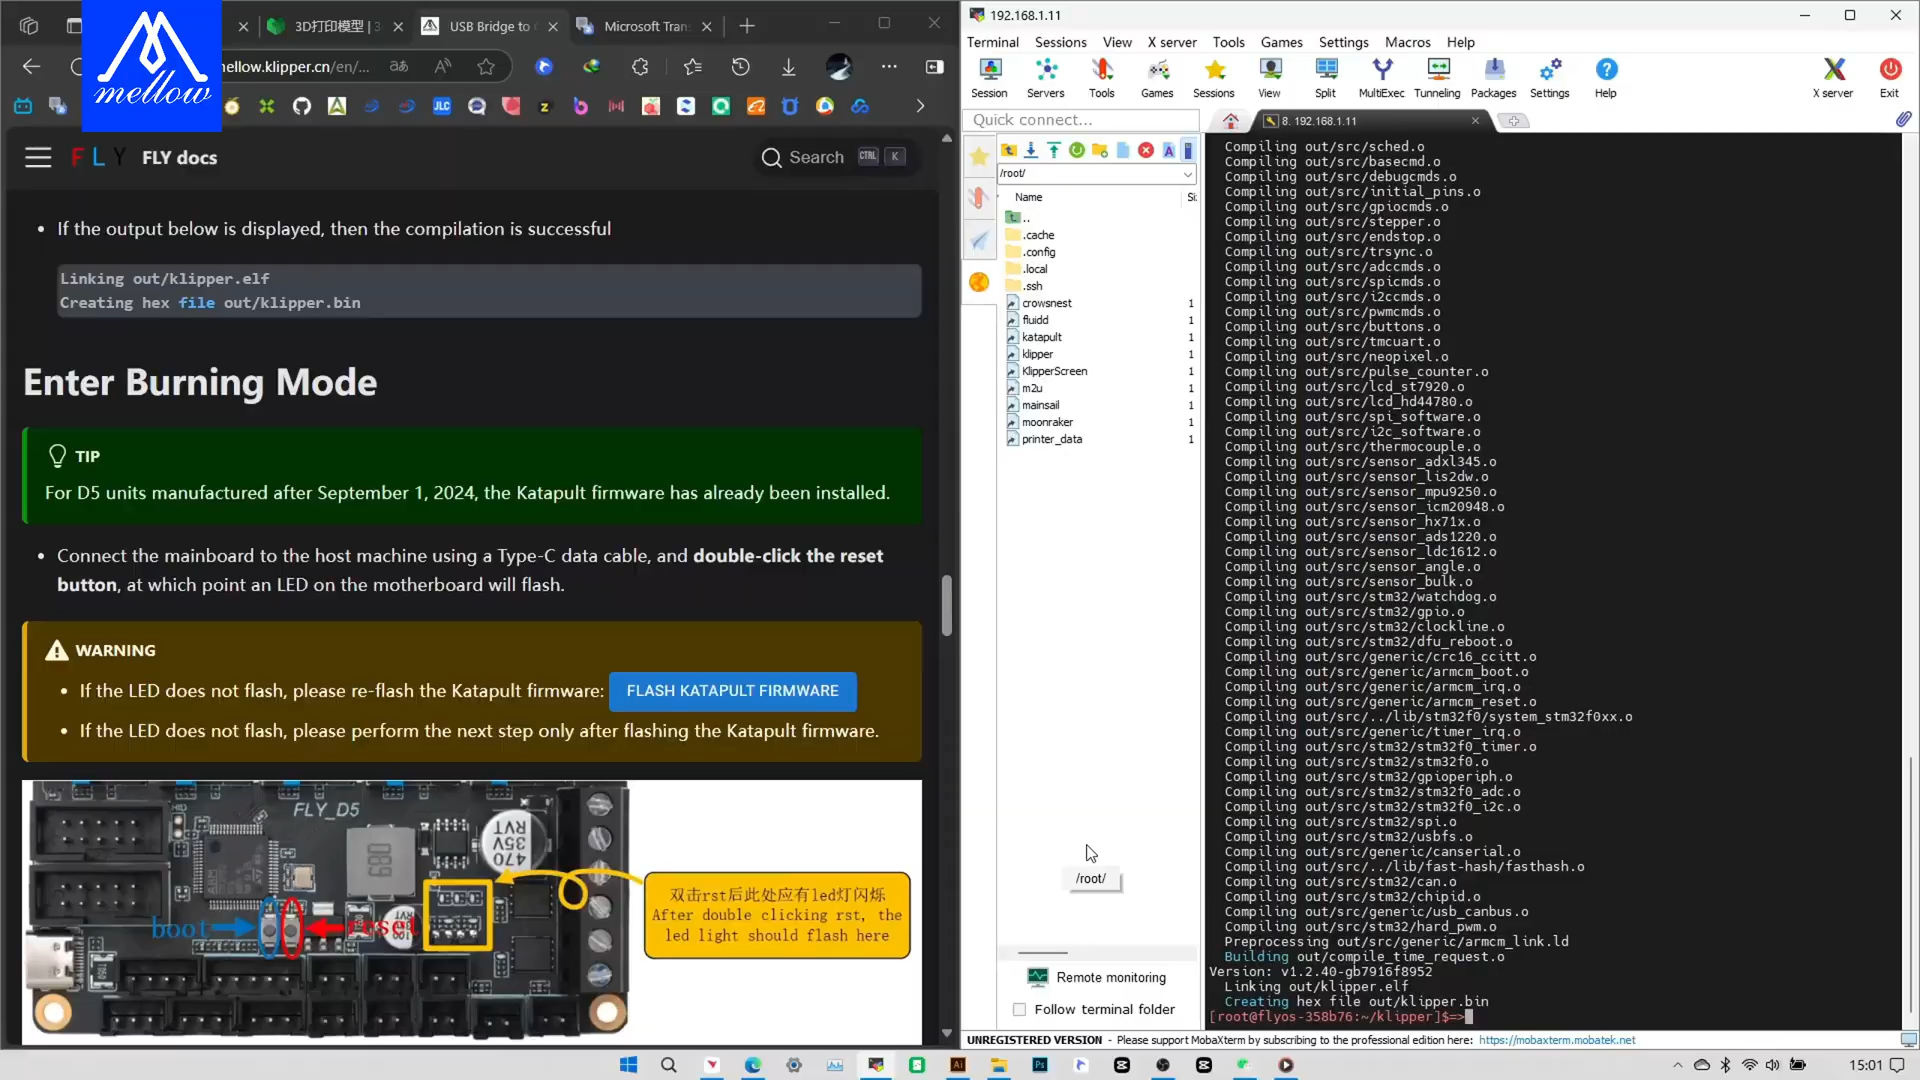 mellow
3D打印模型 | 3
USB Bridge to
Microsoft Tran
ellow.klipper.cn/en/...
FLY
FLY docs
Search
CTRL
K
If the output below is displayed, then the compilation is successful
Linking out/klipper.elf
Creating hex file out/klipper.bin
Enter Burning Mode
TIP
For D5 units manufactured after September 1, 2024, the Katapult firmware has already been installed.
Connect the mainboard to the host machine using a Type-C data cable, and double-click the reset
button, at which point an LED on the motherboard will flash.
WARNING
If the LED does not flash, please re-flash the Katapult firmware: FLASH KATAPULT FIRMWARE
If the LED does not flash, please perform the next step only after flashing the Katapult firmware.
FLY_D5
boot
reset
双击rst后此处应有led灯闪烁
After double clicking rst, the
led light should flash here
192.168.1.11
Terminal Sessions View X server Tools Games Settings Macros Help
Session Servers Tools Games Sessions View Split MultiExec Tunneling Packages Settings Help
X server Exit
Quick connect...
8. 192.168.1.11
/root/
Name
..
.cache
.config
.local
.ssh
crowsnest 1
fluidd 1
katapult 1
klipper 1
KlipperScreen 1
m2u 1
mainsail 1
moonraker 1
printer_data 1
/root/
Remote monitoring
Follow terminal folder
Compiling out/src/sched.o
Compiling out/src/basecmd.o
Compiling out/src/debugcmds.o
Compiling out/src/initial_pins.o
Compiling out/src/gpiocmds.o
Compiling out/src/stepper.o
Compiling out/src/endstop.o
Compiling out/src/trsync.o
Compiling out/src/adccmds.o
Compiling out/src/spicmds.o
Compiling out/src/i2ccmds.o
Compiling out/src/pwmcmds.o
Compiling out/src/buttons.o
Compiling out/src/tmcuart.o
Compiling out/src/neopixel.o
Compiling out/src/pulse_counter.o
Compiling out/src/lcd_st7920.o
Compiling out/src/lcd_hd44780.o
Compiling out/src/spi_software.o
Compiling out/src/i2c_software.o
Compiling out/src/thermocouple.o
Compiling out/src/sensor_adxl345.o
Compiling out/src/sensor_lis2dw.o
Compiling out/src/sensor_mpu9250.o
Compiling out/src/sensor_icm20948.o
Compiling out/src/sensor_hx71x.o
Compiling out/src/sensor_ads1220.o
Compiling out/src/sensor_ldc1612.o
Compiling out/src/sensor_angle.o
Compiling out/src/sensor_bulk.o
Compiling out/src/stm32/watchdog.o
Compiling out/src/stm32/gpio.o
Compiling out/src/stm32/clockline.o
Compiling out/src/stm32/dfu_reboot.o
Compiling out/src/generic/crc16_ccitt.o
Compiling out/src/generic/armcm_boot.o
Compiling out/src/generic/armcm_irq.o
Compiling out/src/generic/armcm_reset.o
Compiling out/src/../lib/stm32f0/system_stm32f0xx.o
Compiling out/src/generic/timer_irq.o
Compiling out/src/stm32/stm32f0_timer.o
Compiling out/src/stm32/stm32f0.o
Compiling out/src/stm32/gpioperiph.o
Compiling out/src/stm32/stm32f0_adc.o
Compiling out/src/stm32/stm32f0_i2c.o
Compiling out/src/stm32/spi.o
Compiling out/src/stm32/usbfs.o
Compiling out/src/generic/canserial.o
Compiling out/src/../lib/fast-hash/fasthash.o
Compiling out/src/stm32/can.o
Compiling out/src/stm32/chipid.o
Compiling out/src/generic/usb_canbus.o
Compiling out/src/stm32/hard_pwm.o
Preprocessing out/src/generic/armcm_link.ld
Building out/compile_time_request.o
Version: v1.2.40-gb7916f8952
Linking out/klipper.elf
Creating hex file out/klipper.bin
[root@flyos-358b76:~/klipper]$=>
UNREGISTERED VERSION - Please support MobaXterm by subscribing to the professional edition here: https://mobaxterm.mobatek.net
15:01